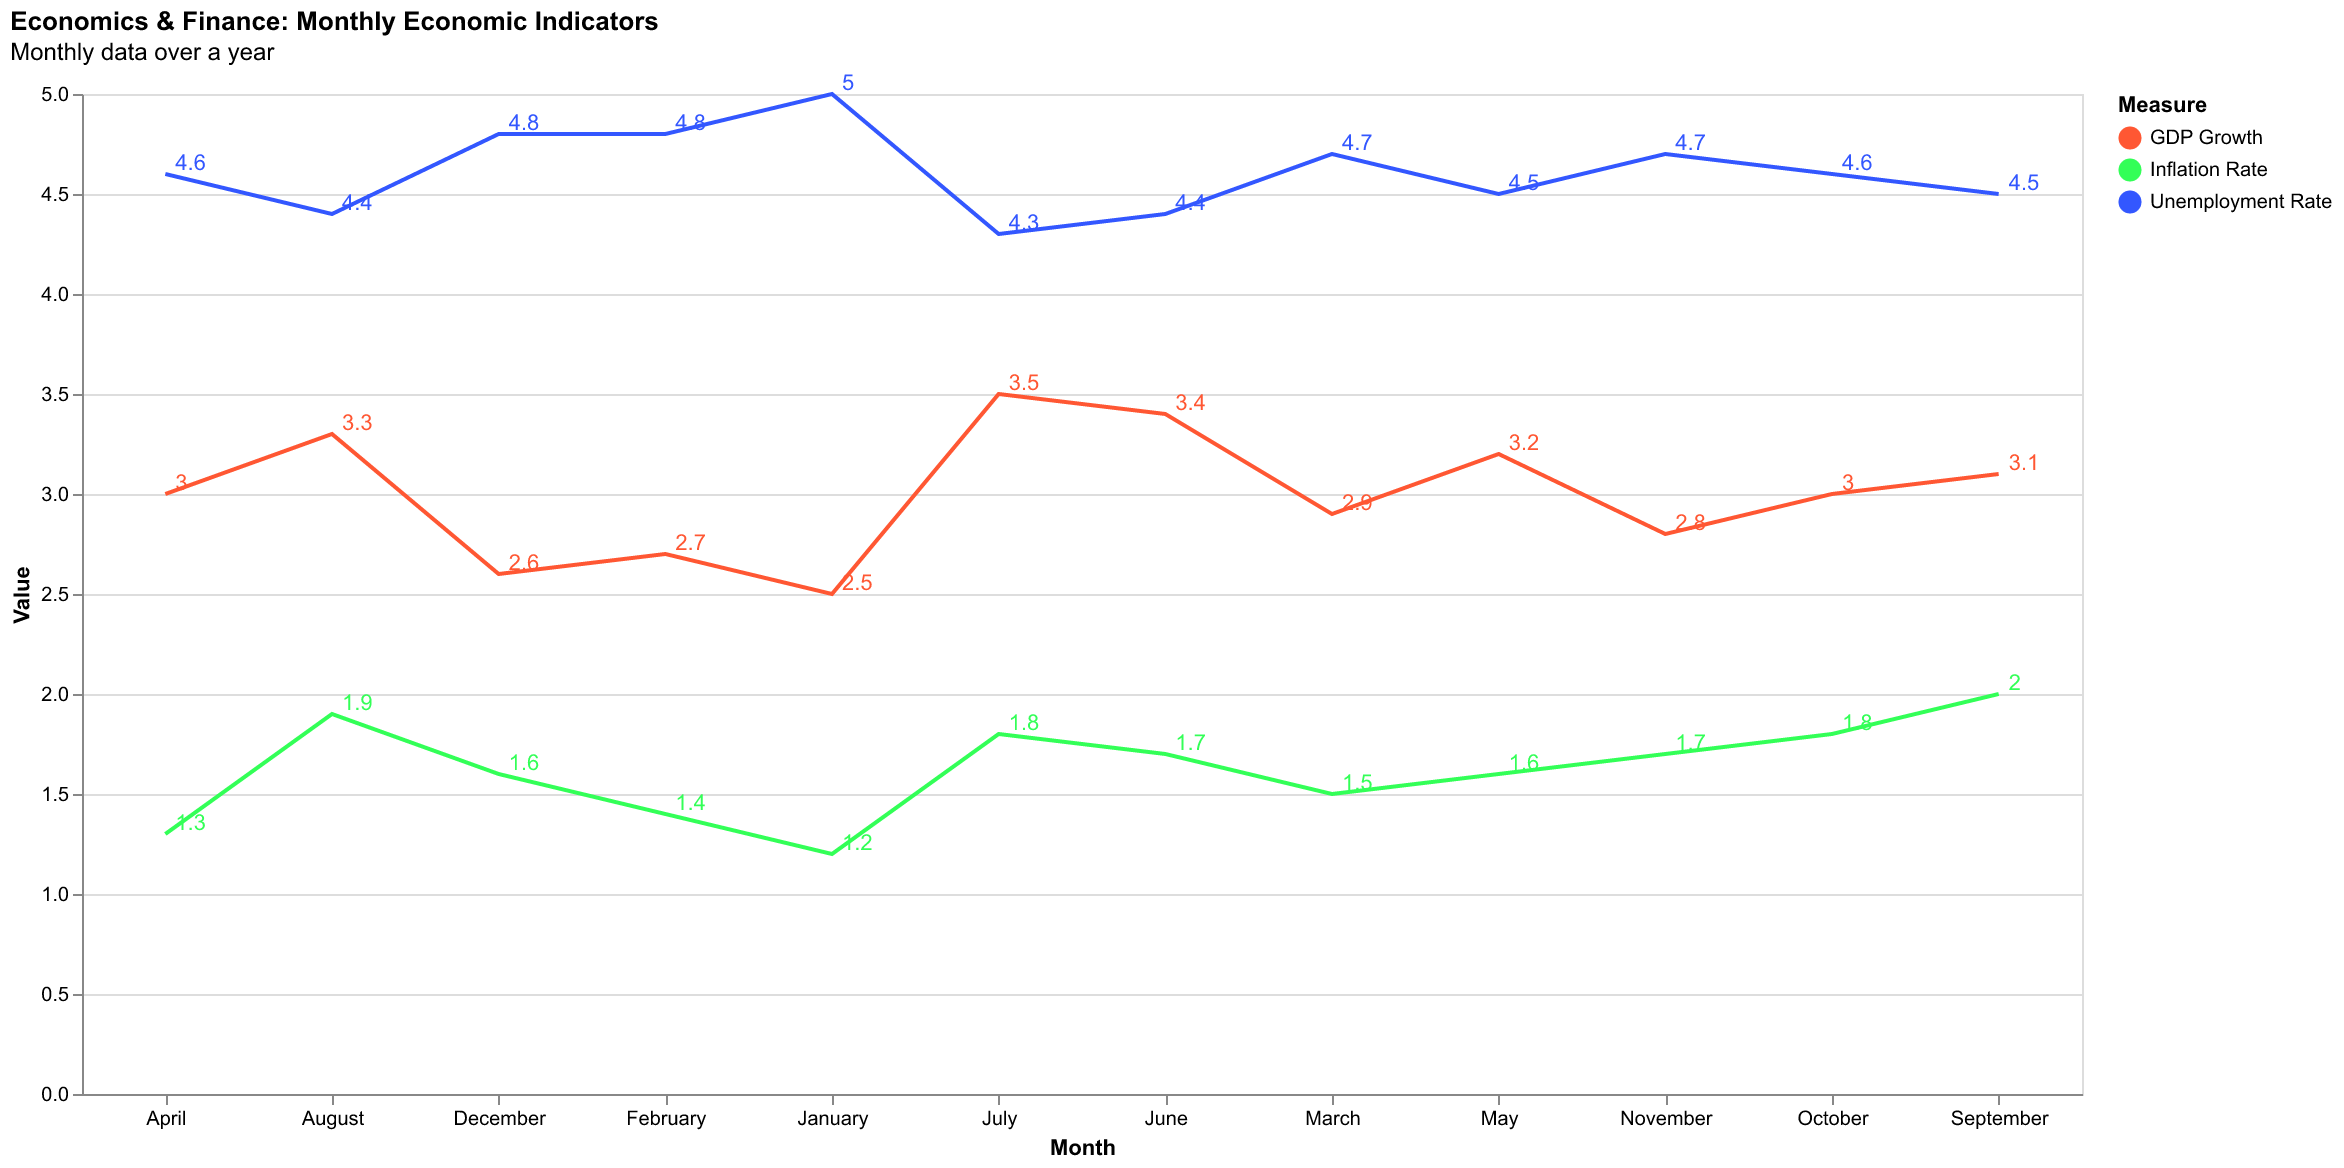 Economics & Finance: Monthly Economic Indicators
Monthly data over a year
Measure
GDP Growth
Inflation Rate
Unemployment Rate
Value
5.0
4.5
4.0
3.5
3.0
2.5
2.0
1.5
1.0
0.5
0.0
4.6 4.4 4.8 4.8 5 4.3 4.4 4.7 4.5 4.7 4.6 4.5
3 3.3 2.6 2.7 2.5 3.5 3.4 2.9 3.2 2.8 3 3.1
1.3 1.9 1.6 1.4 1.2 1.8 1.7 1.5 1.6 1.7 1.8 2
April August December February January July June March May November October September
Month